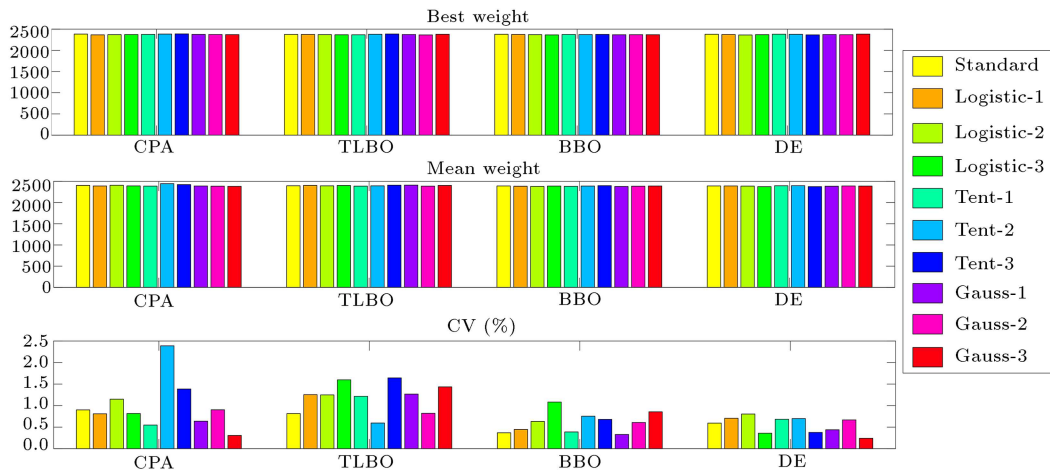 Best weight
2500
2000
1500
1000
500
0
CPA TLBO BBO DE
Mean weight
2500
2000
1500
1000
500
0
CPA TLBO BBO DE
CV (%)
2.5
2.0
1.5
1.0
0.5
0.0
CPA TLBO BBO DE
Standard
Logistic-1
Logistic-2
Logistic-3
Tent-1
Tent-2
Tent-3
Gauss-1
Gauss-2
Gauss-3